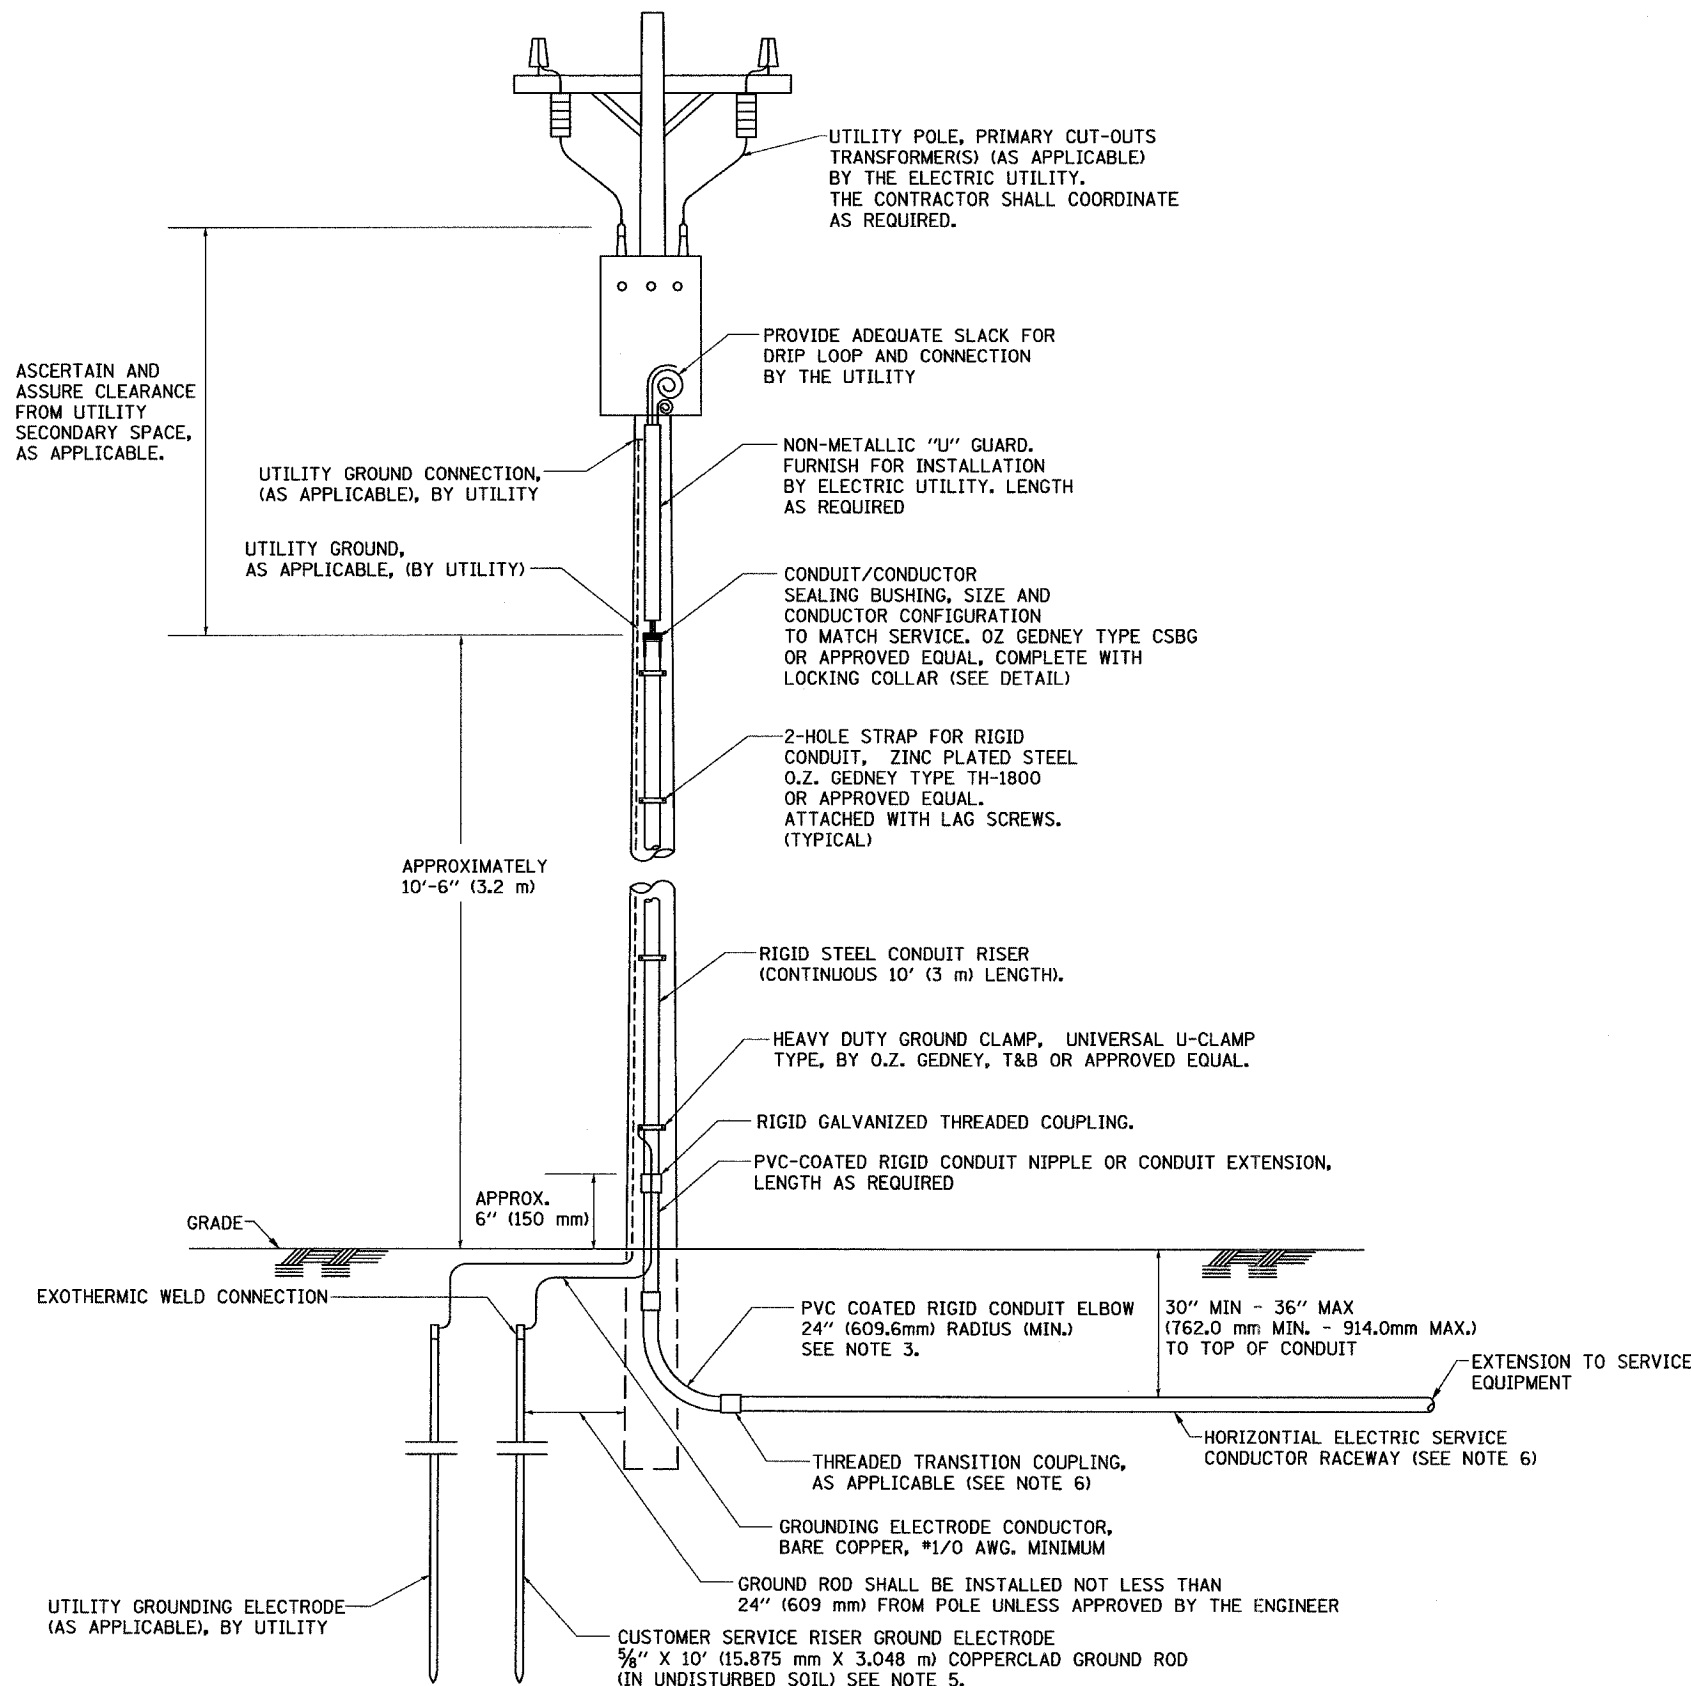 UTILITY POLE, PRIMARY CUT-OUTS
TRANSFORMER(S) (AS APPLICABLE)
BY THE ELECTRIC UTILITY.
THE CONTRACTOR SHALL COORDINATE
AS REQUIRED.
PROVIDE ADEQUATE SLACK FOR
DRIP LOOP AND CONNECTION
BY THE UTILITY
ASCERTAIN AND
ASSURE CLEARANCE
FROM UTILITY
SECONDARY SPACE,
AS APPLICABLE.
UTILITY GROUND CONNECTION,
(AS APPLICABLE), BY UTILITY
NON-METALLIC "U" GUARD.
FURNISH FOR INSTALLATION
BY ELECTRIC UTILITY. LENGTH
AS REQUIRED
UTILITY GROUND,
AS APPLICABLE, (BY UTILITY)
CONDUIT/CONDUCTOR
SEALING BUSHING, SIZE AND
CONDUCTOR CONFIGURATION
TO MATCH SERVICE. OZ GEDNEY TYPE CSBG
OR APPROVED EQUAL, COMPLETE WITH
LOCKING COLLAR (SEE DETAIL)
2-HOLE STRAP FOR RIGID
CONDUIT, ZINC PLATED STEEL
O.Z. GEDNEY TYPE TH-1800
OR APPROVED EQUAL.
ATTACHED WITH LAG SCREWS.
(TYPICAL)
APPROXIMATELY
10'-6" (3.2 m)
RIGID STEEL CONDUIT RISER
(CONTINUOUS 10' (3 m) LENGTH).
HEAVY DUTY GROUND CLAMP, UNIVERSAL U-CLAMP
TYPE, BY O.Z. GEDNEY, T&B OR APPROVED EQUAL.
RIGID GALVANIZED THREADED COUPLING.
PVC-COATED RIGID CONDUIT NIPPLE OR CONDUIT EXTENSION,
LENGTH AS REQUIRED
APPROX.
6" (150 mm)
GRADE
EXOTHERMIC WELD CONNECTION
PVC COATED RIGID CONDUIT ELBOW
24" (609.6mm) RADIUS (MIN.)
SEE NOTE 3.
30" MIN - 36" MAX
(762.0 mm MIN. - 914.0mm MAX.)
TO TOP OF CONDUIT
EXTENSION TO SERVICE
EQUIPMENT
HORIZONTIAL ELECTRIC SERVICE
CONDUCTOR RACEWAY (SEE NOTE 6)
THREADED TRANSITION COUPLING,
AS APPLICABLE (SEE NOTE 6)
GROUNDING ELECTRODE CONDUCTOR,
BARE COPPER, #1/0 AWG. MINIMUM
GROUND ROD SHALL BE INSTALLED NOT LESS THAN
24" (609 mm) FROM POLE UNLESS APPROVED BY THE ENGINEER
UTILITY GROUNDING ELECTRODE
(AS APPLICABLE), BY UTILITY
CUSTOMER SERVICE RISER GROUND ELECTRODE
5/8" X 10' (15.875 mm X 3.048 m) COPPERCLAD GROUND ROD
(IN UNDISTURBED SOIL) SEE NOTE 5.